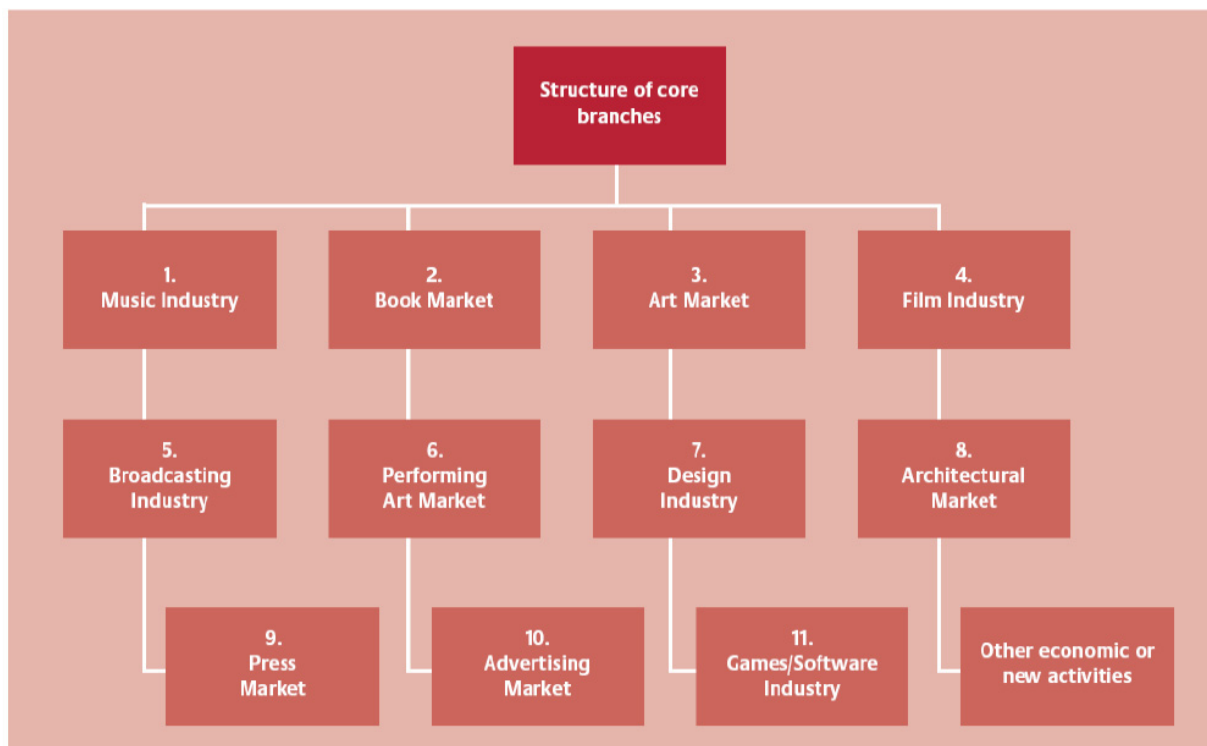 Structure of core
branches
1.
Music Industry
2.
Book Market
3.
Art Market
4.
Film Industry
5.
Broadcasting
Industry
6.
Performing
Art Market
7.
Design
Industry
8.
Architectural
Market
9.
Press
Market
10.
Advertising
Market
11.
Games/Software
Industry
Other economic or
new activities